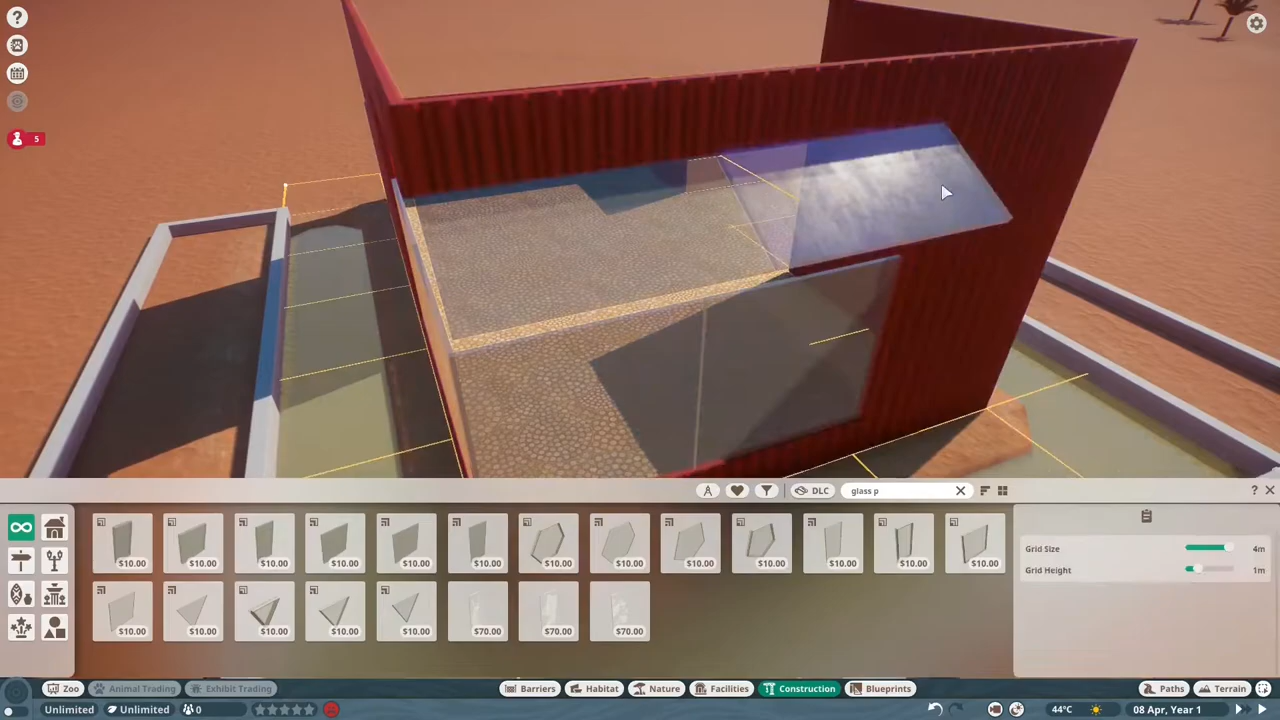 ?
5
DLC
glass p
?
$10.00 $10.00 $10.00 $10.00 $10.00 $10.00 $10.00 $10.00 $10.00 $10.00 $10.00 $10.00 $10.00
$10.00 $10.00 $10.00 $10.00 $10.00 $70.00 $70.00 $70.00
Grid Size 4m
Grid Height 1m
Zoo Animal Trading Exhibit Trading Barriers Habitat Nature Facilities Construction Blueprints Paths Terrain
Unlimited Unlimited 0 44°C 08 Apr, Year 1